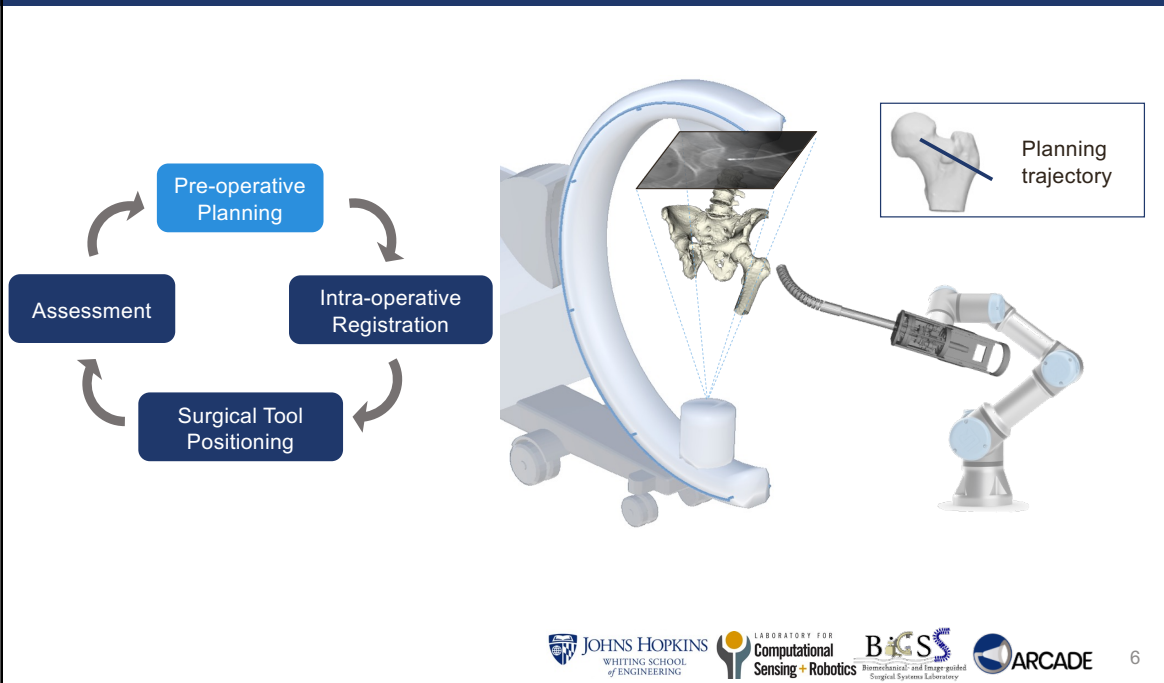 Pre-operative
Planning
Intra-operative
Registration
Surgical Tool
Positioning
Assessment
Planning
trajectory
JOHNS HOPKINS
WHITING SCHOOL
of ENGINEERING
LABORATORY FOR
Computational
Sensing + Robotics
BiGSS
Biomechanical- and Image-guided
Surgical Systems Laboratory
ARCADE
6